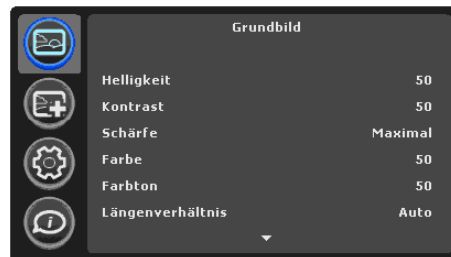 Grundbild
Helligkeit 50
Kontrast 50
Schärfe Maximal
Farbe 50
Farbton 50
Längenverhältnis Auto